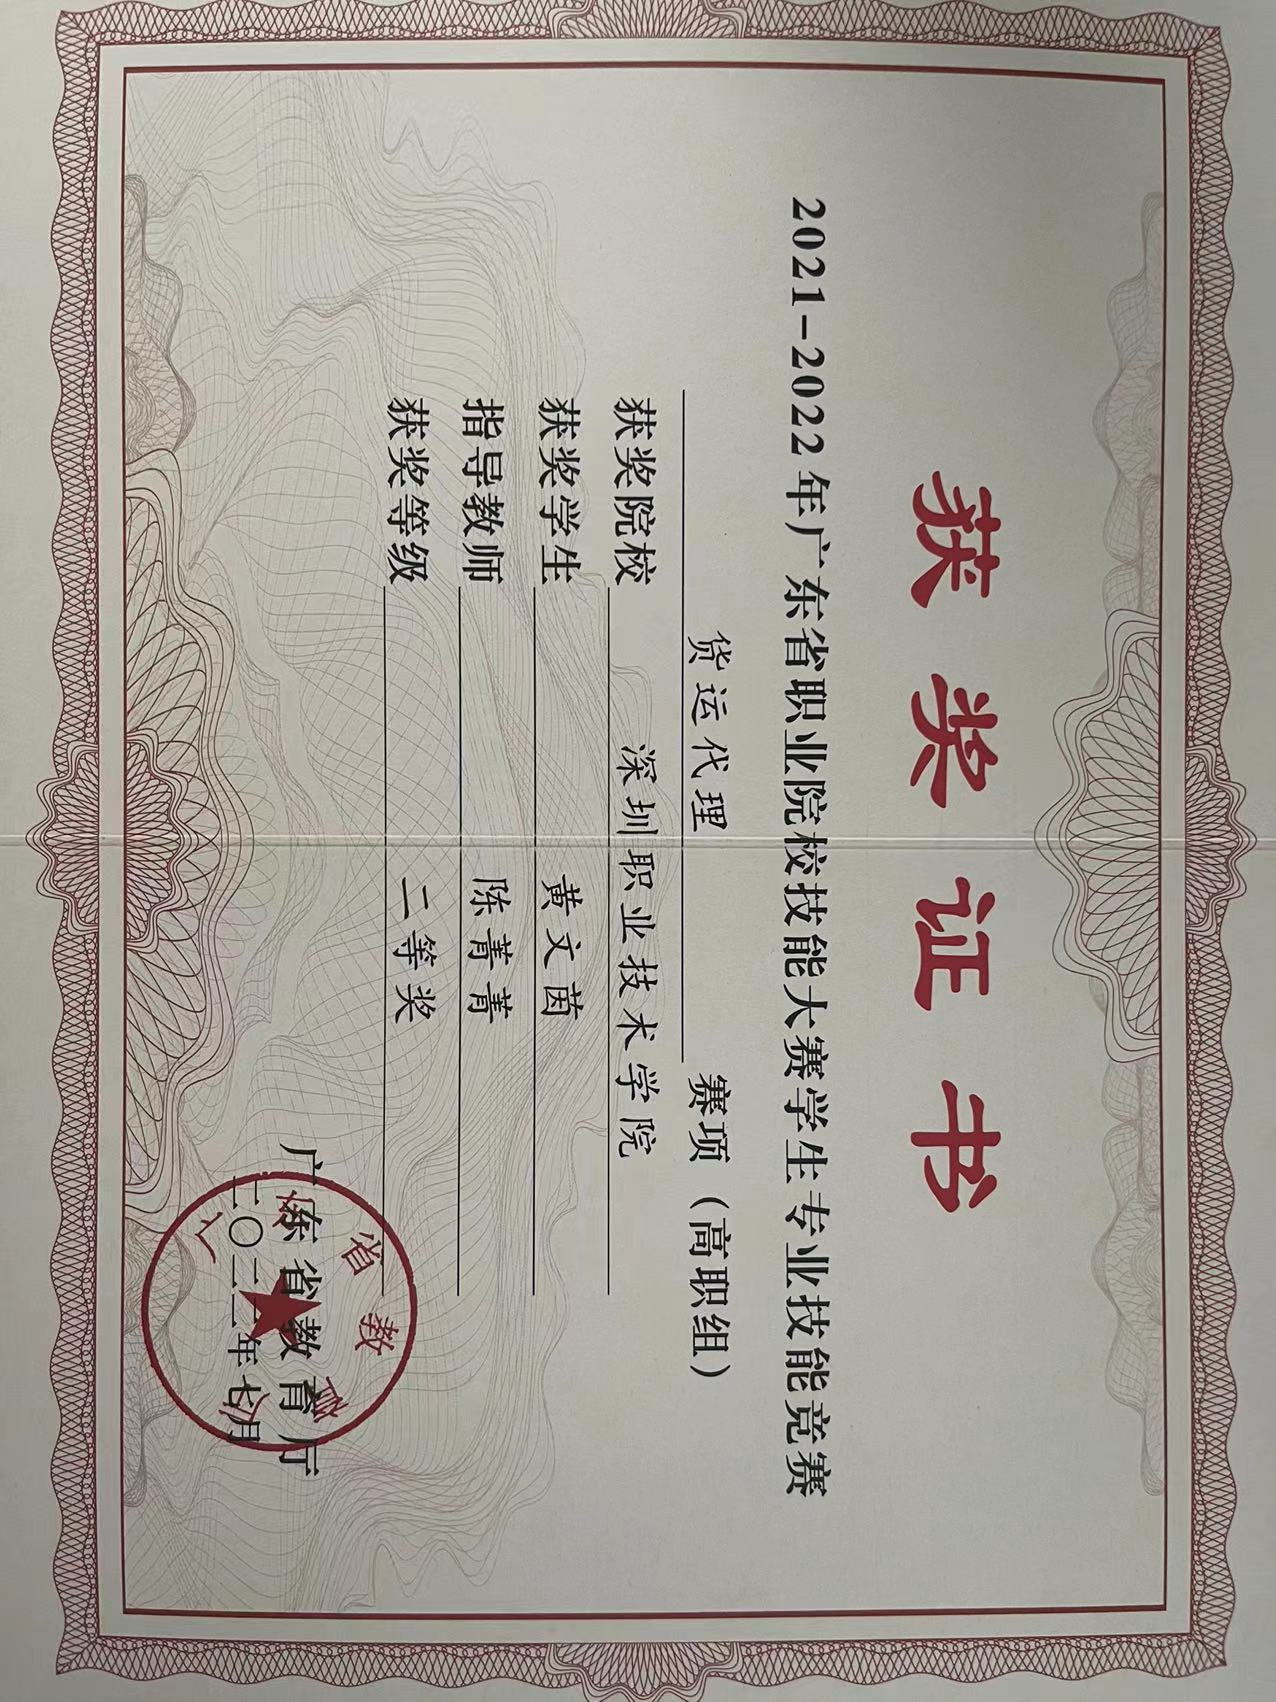 获奖证书
2021-2022年广东省职业院校技能大赛学生专业技能竞赛
货运代理 赛项（高职组）
获奖院校 深圳职业技术学院
获奖学生 黄文茵
指导教师 陈菁菁
获奖等级 二等奖
广东省教育厅
二〇二二年七月